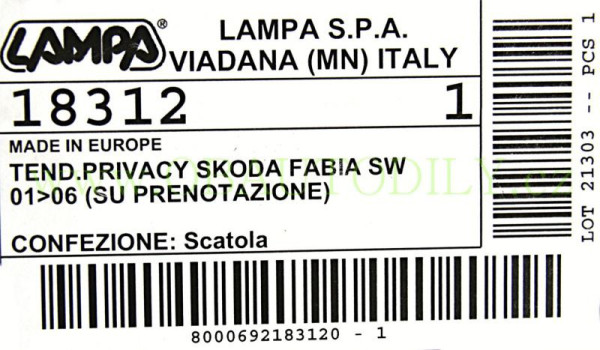 LAMPA®
LAMPA S.P.A.
VIADANA (MN) ITALY
18312 1
MADE IN EUROPE
TEND.PRIVACY SKODA FABIA SW
01>06 (SU PRENOTAZIONE)
CONFEZIONE: Scatola
8000692183120 - 1
LOT 21303 -- PCS 1